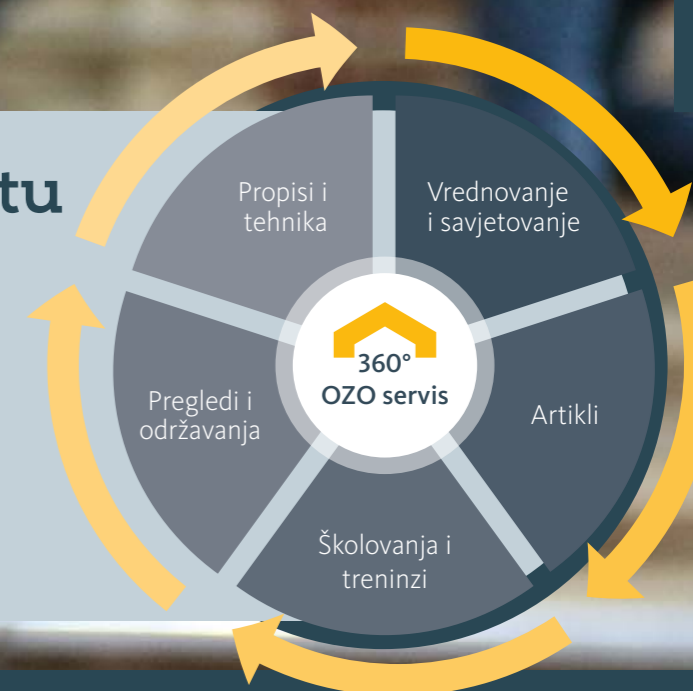 tu
Propisi i
tehnika
Vrednovanje
i savjetovanje
360°
OZO servis
Pregledi i
održavanja
Artikli
Školovanja i
treninzi